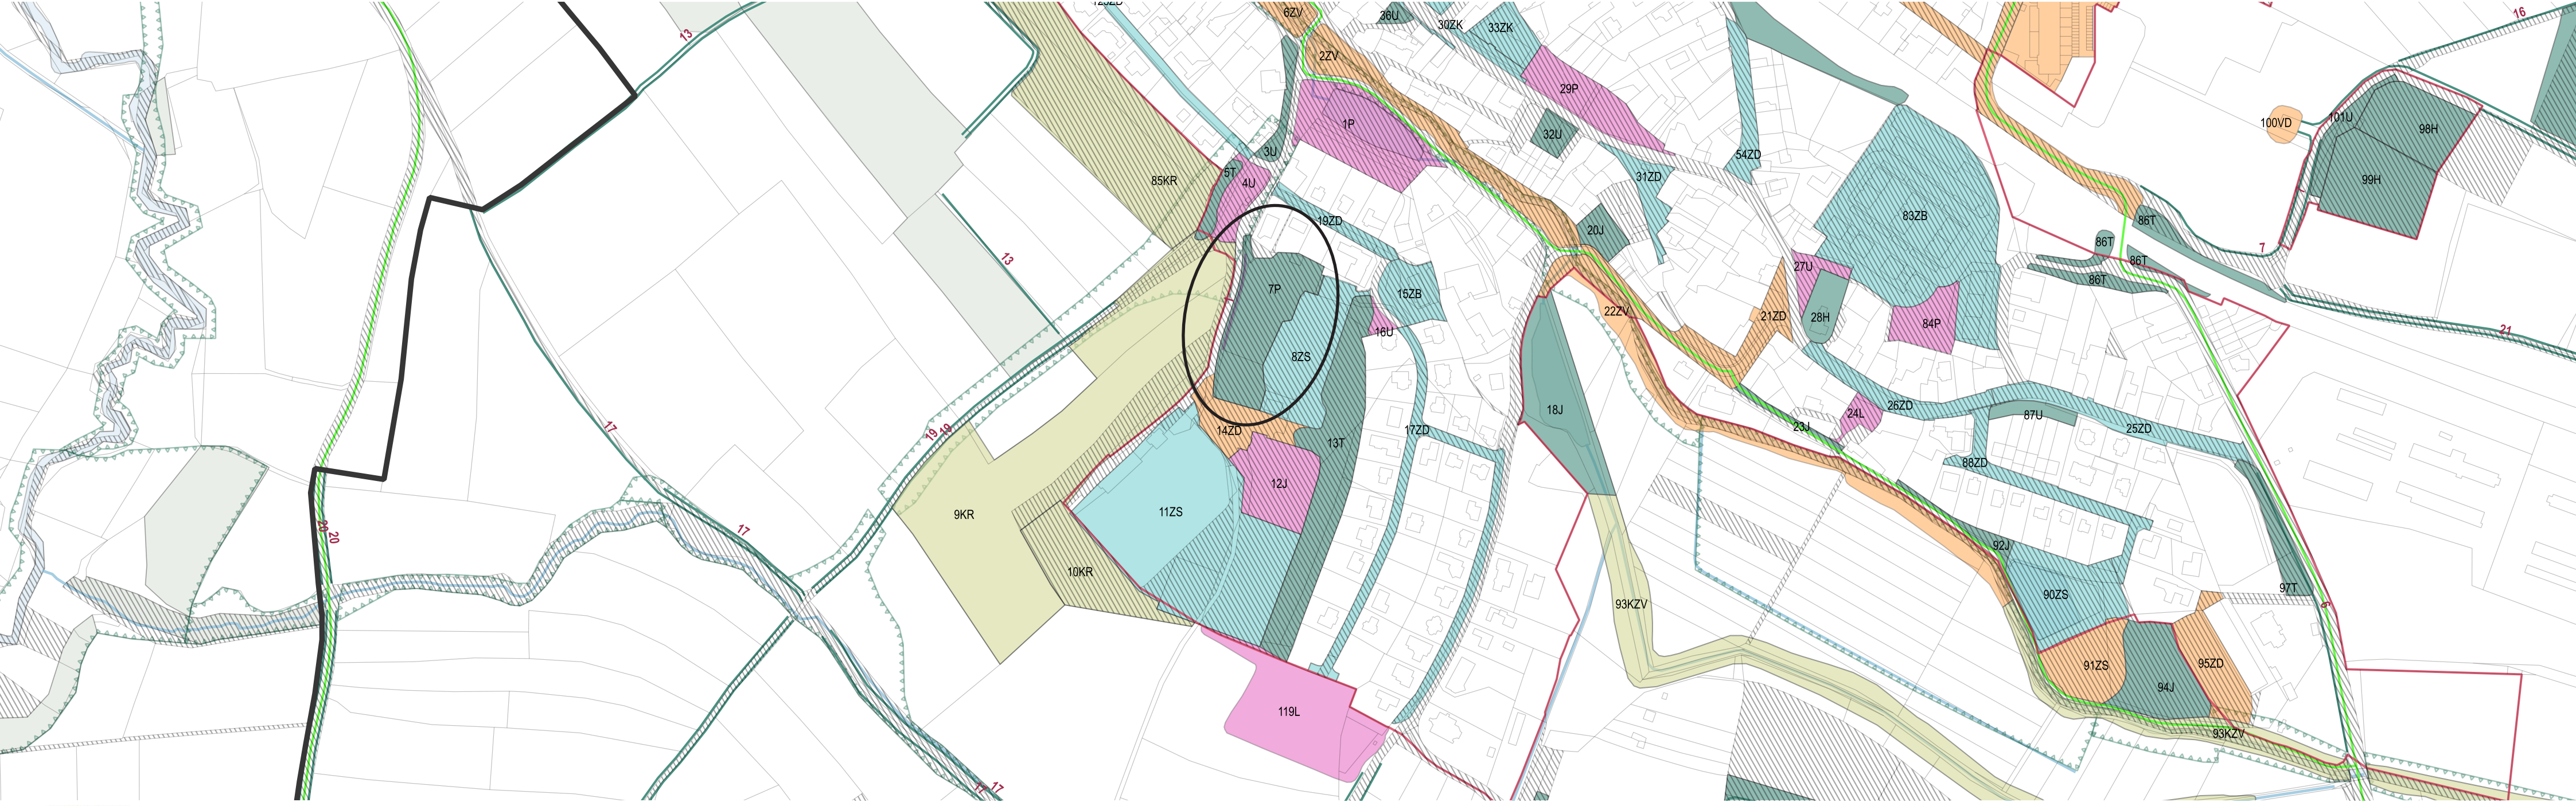 123ZD
6ZV
36U
30ZK
33ZK
16
13
2ZV
29P
1P
32U
100VD
101U
98H
3U
54ZD
5T
4U
85KR
31ZD
99H
19ZD
20J
83ZB
86T
86T
7
86T
86T
13
27U
7P
15ZB
22ZV
21ZD
28H
84P
16U
21
8ZS
18J
24L
26ZD
87U
17
19
19
14ZD
13T
17ZD
23J
25ZD
88ZD
12J
9KR
11ZS
20
20
17
92J
10KR
93KZV
90ZS
97T
6
91ZS
95ZD
94J
119L
93KZV
17
17